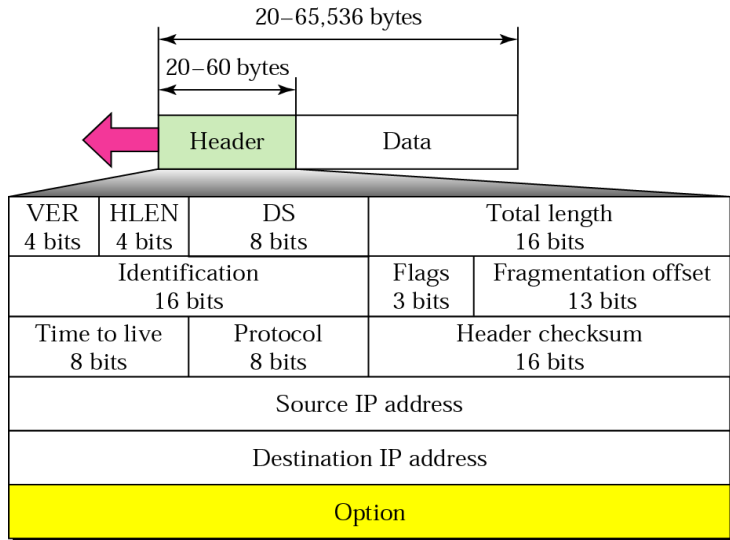 20–65,536 bytes
20–60 bytes
Header
Data
VER
4 bits
HLEN
4 bits
DS
8 bits
Total length
16 bits
Identification
16 bits
Flags
3 bits
Fragmentation offset
13 bits
Time to live
8 bits
Protocol
8 bits
Header checksum
16 bits
Source IP address
Destination IP address
Option